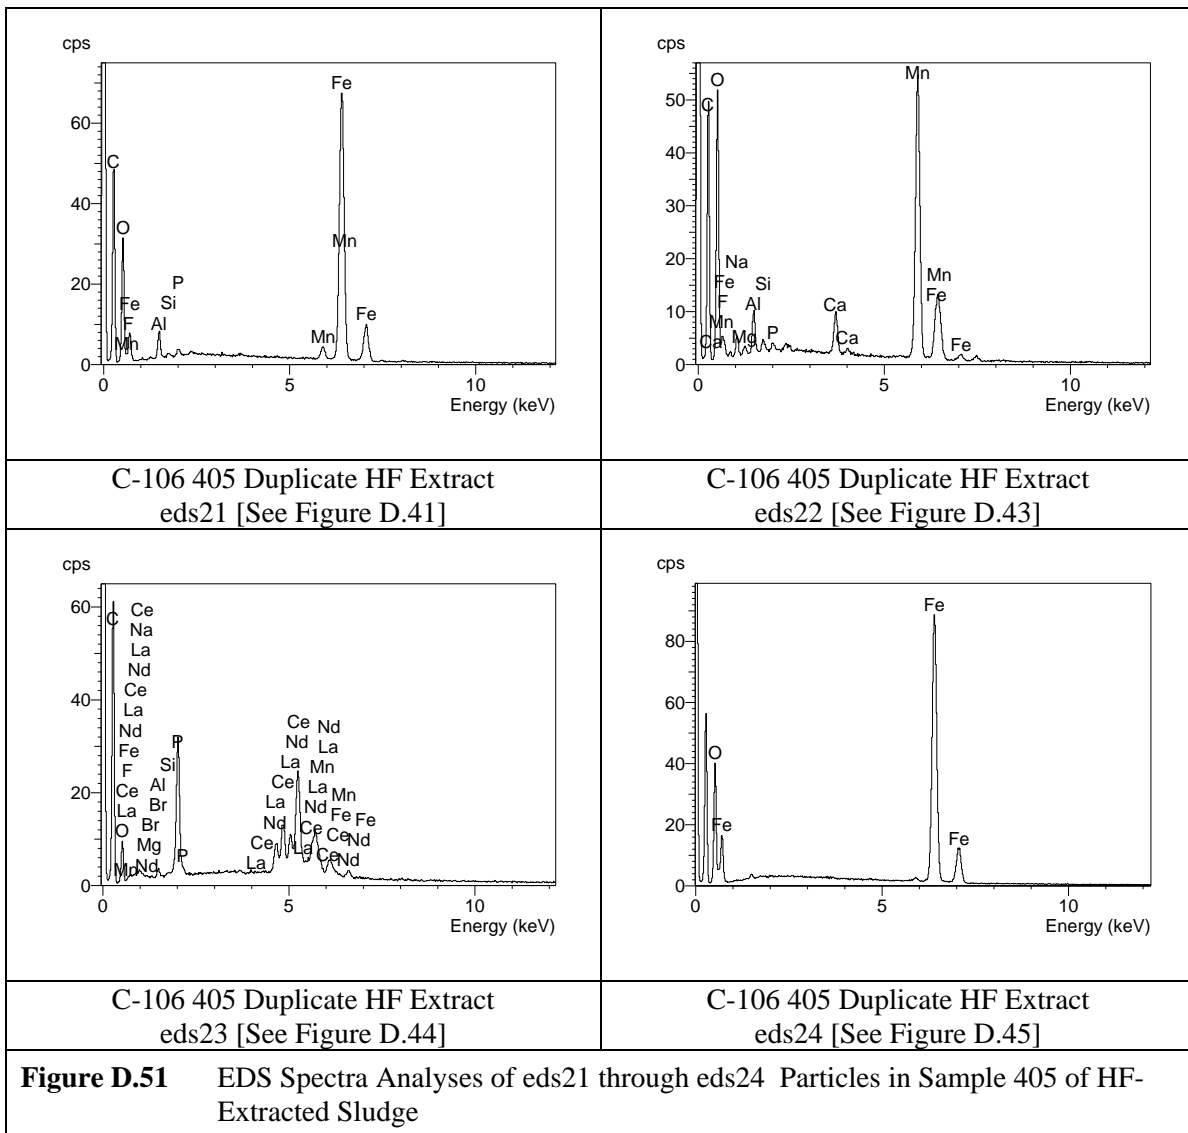 cps
Fe
60
C
40
O
Mn
P
20
Fe
Si
F
Al
Mn
Mn
Fe
0
0
5
10
Energy (keV)
C-106 405 Duplicate HF Extract
eds21 [See Figure D.41]
cps
Mn
O
50
C
40
30
20
Na
Fe
Si
Mn
F
Al
Ca
Fe
10
Mn
Ca
Mg
P
Ca
Fe
0
0
5
10
Energy (keV)
C-106 405 Duplicate HF Extract
eds22 [See Figure D.43]
cps
60
C
Ce
Na
La
Nd
Ce
La
Nd
Fe
F
Ce
La
O
Mn
40
20
0
P
Si
Al
Br
Br
Mg
Nd
P
Ce
Nd
La
Ce
La
Nd
Ce
La
Nd
La
Mn
La
Nd
Ce
La
Mn
Fe
Ce
Ce
Fe
Nd
Nd
0
5
10
Energy (keV)
C-106 405 Duplicate HF Extract
eds23 [See Figure D.44]
cps
Fe
80
60
O
40
20
Fe
Fe
0
0
5
10
Energy (keV)
C-106 405 Duplicate HF Extract
eds24 [See Figure D.45]
Figure D.51 EDS Spectra Analyses of eds21 through eds24 Particles in Sample 405 of HF-
Extracted Sludge